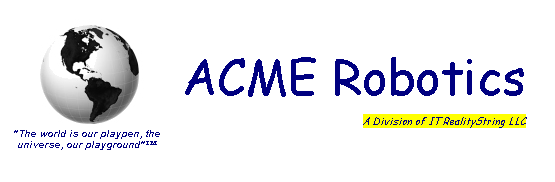 ACME Robotics
A Division of IT RealityString LLC
"The world is our playpen, the
universe, our playground"™